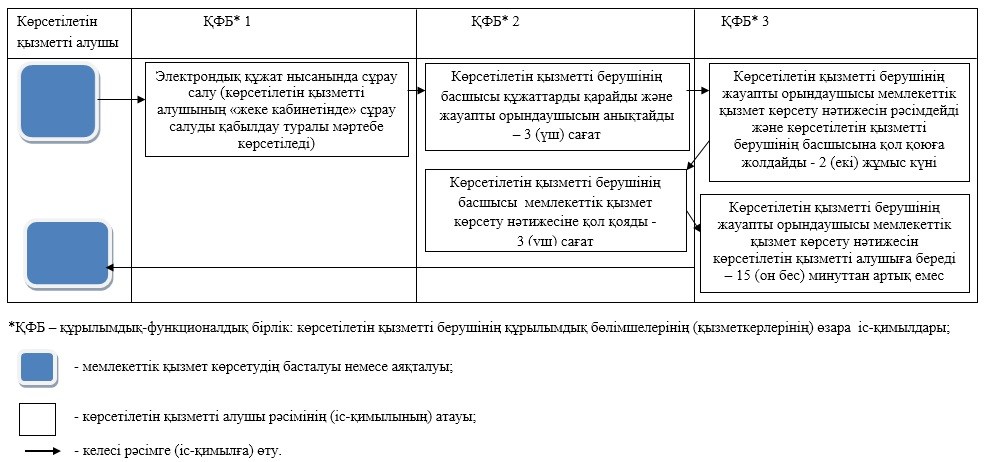 Көрсетілетін
қызметті алушы
ҚФБ* 1
ҚФБ* 2
ҚФБ* 3
Электрондық құжат нысанында сұрау
салу (көрсетілетін қызметті
алушының «жеке кабинетінде» сұрау
салуды қабылдау туралы мәртебе
көрсетіледі)
Көрсетілетін қызметті берушінің
басшысы құжаттарды қарайды және
жауапты орындаушысын анықтайды
– 3 (үш) сағат
Көрсетілетін қызметті берушінің
жауапты орындаушысы мемлекеттік
қызмет көрсету нәтижесін рәсімдейді
және көрсетілетін қызметті
берушінің басшысына қол қоюға
жолдайды - 2 (екі) жұмыс күні
Көрсетілетін қызметті берушінің
басшысы мемлекеттік қызмет
көрсету нәтижесіне қол қояды -
3 (үш) сағат
Көрсетілетін қызметті берушінің
жауапты орындаушысы мемлекеттік
қызмет көрсету нәтижесін
көрсетілетін қызметті алушыға береді
– 15 (он бес) минуттан артық емес
*ҚФБ – құрылымдық-функционалдық бірлік: көрсетілетін қызметті берушінің құрылымдық бөлімшелерінің (қызметкерлерінің) өзара іс-қимылдары;
- мемлекеттік қызмет көрсетудің басталуы немесе аяқталуы;
- көрсетілетін қызметті алушы рәсімінің (іс-қимылының) атауы;
- келесі рәсімге (іс-қимылға) өту.